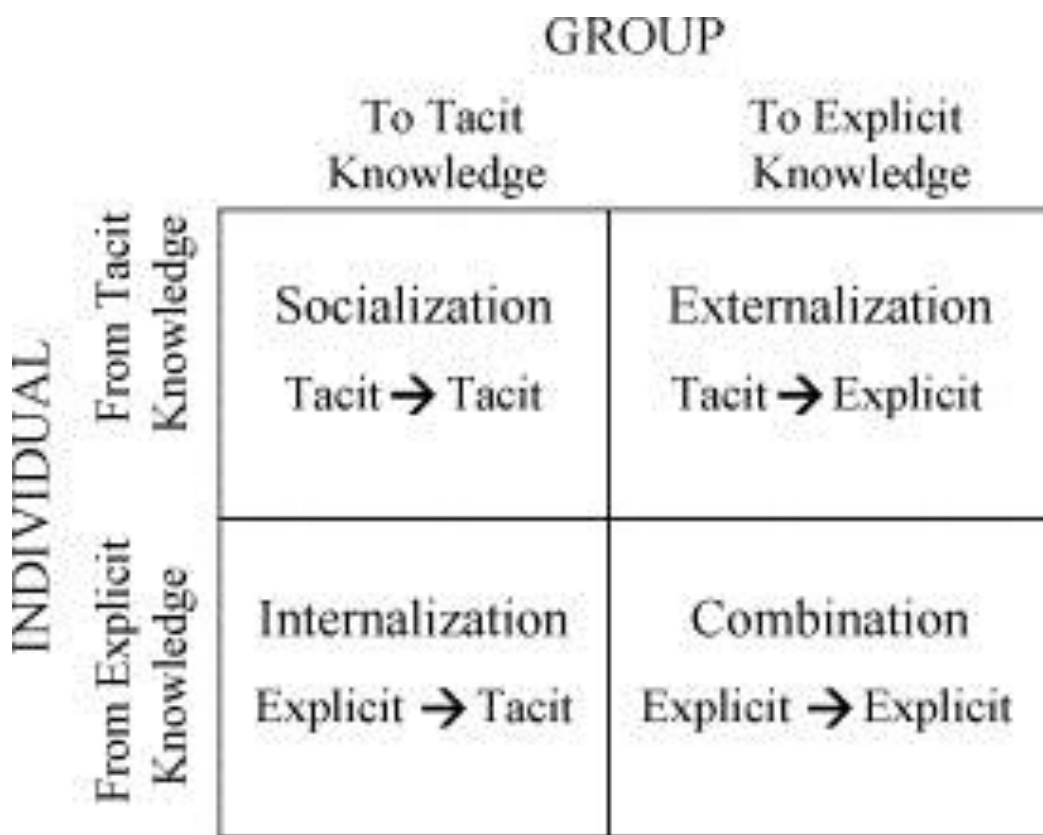 GROUP
To Tacit
Knowledge
To Explicit
Knowledge
INDIVIDUAL
From Tacit
Knowledge
Socialization
Tacit → Tacit
Externalization
Tacit → Explicit
From Explicit
Knowledge
Internalization
Explicit → Tacit
Combination
Explicit → Explicit